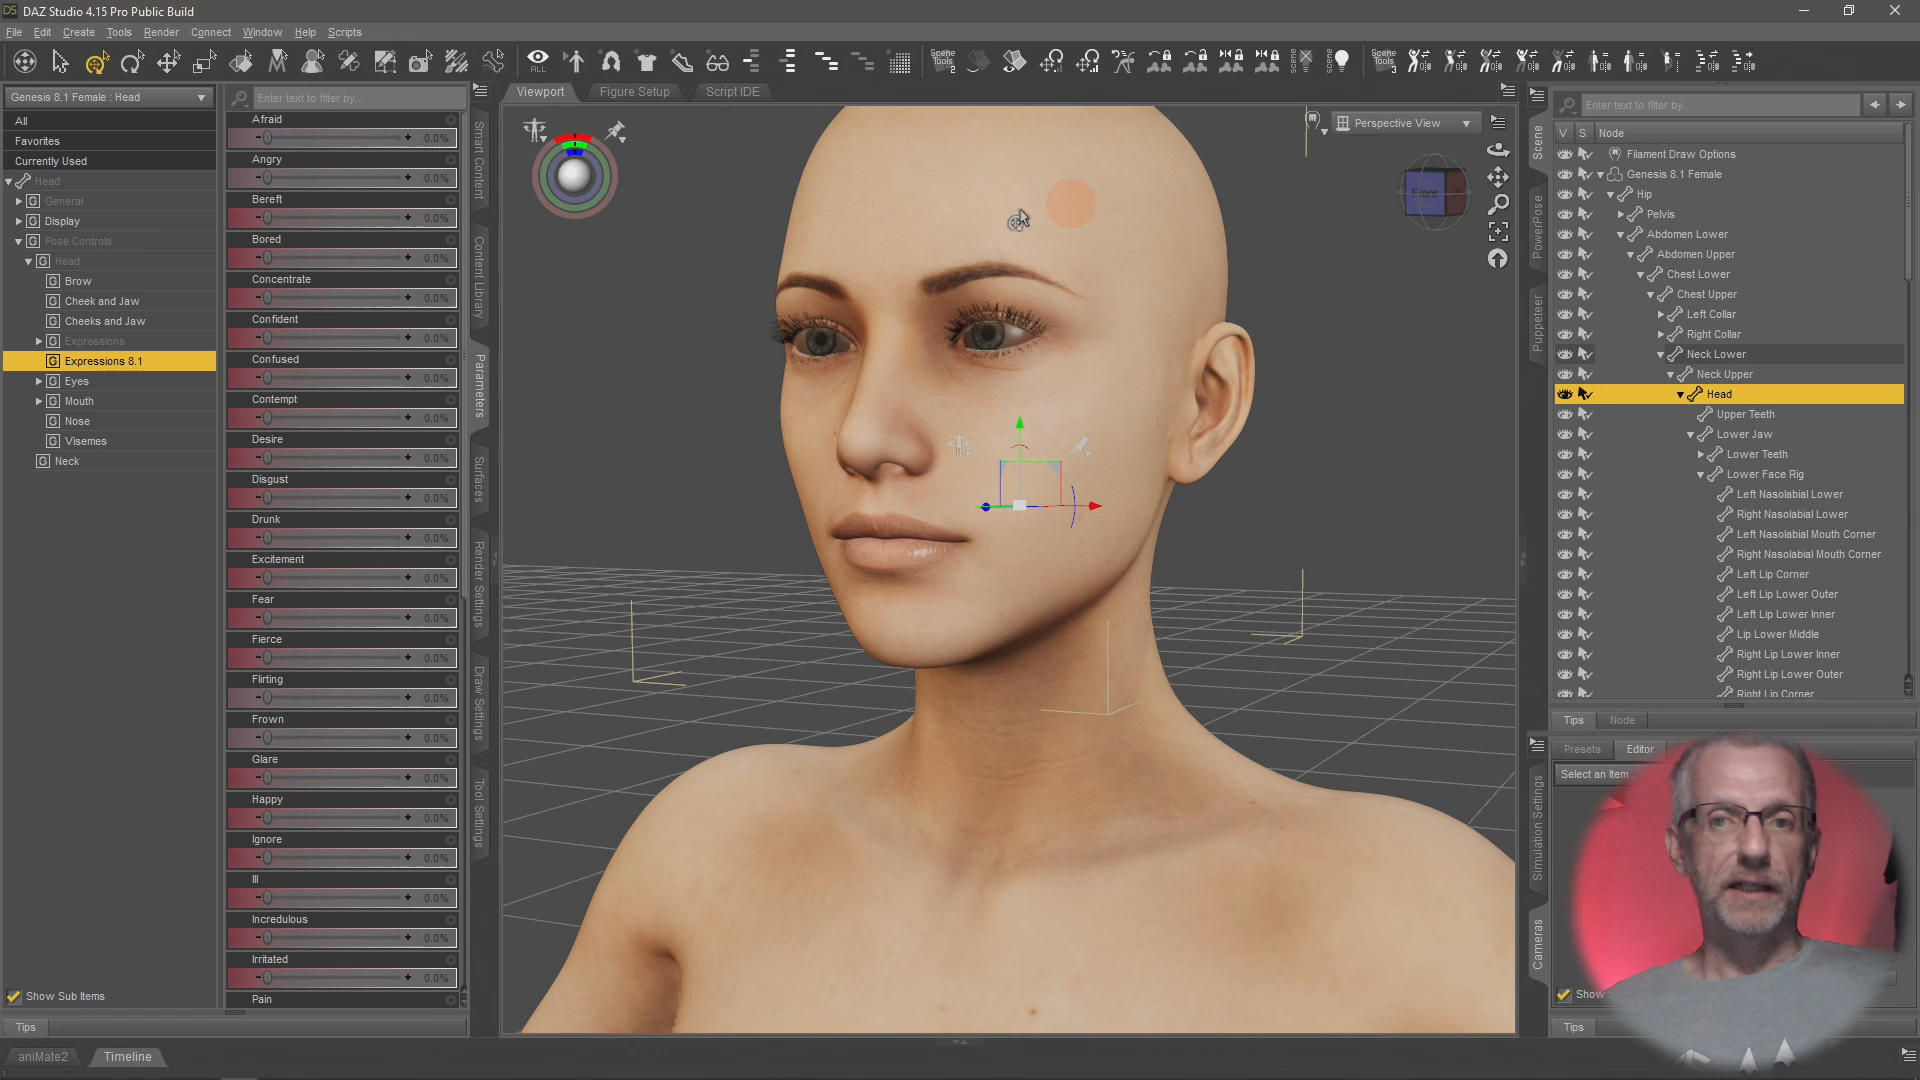 DAZ Studio 4.15 Pro Public Build
File Edit Create Tools Render Connect Window Help Scripts
ALL
Scene Tools 2
scene
scene
Scene Tools 3
Genesis 8.1 Female : Head
Enter text to filter by...
All
Favorites
Currently Used
Head
General
Display
Pose Controls
Head
Brow
Cheek and Jaw
Cheeks and Jaw
Expressions
Expressions 8.1
Eyes
Mouth
Nose
Visemes
Neck
Show Sub Items
Tips
Afraid
0.0%
Angry
0.0%
Bereft
0.0%
Bored
0.0%
Concentrate
0.0%
Confident
0.0%
Confused
0.0%
Contempt
0.0%
Desire
0.0%
Disgust
0.0%
Drunk
0.0%
Excitement
0.0%
Fear
0.0%
Fierce
0.0%
Flirting
0.0%
Frown
0.0%
Glare
0.0%
Happy
0.0%
Ignore
0.0%
Ill
0.0%
Incredulous
0.0%
Irritated
0.0%
Pain
Smart Content
Content Library
Parameters
Surfaces
Render Settings
Draw Settings
Tool Settings
Viewport Figure Setup Script IDE
Perspective View
Front
Scene
PowerPose
Puppeteer
Enter text to filter by...
V S Node
Filament Draw Options
Genesis 8.1 Female
Hip
Pelvis
Abdomen Lower
Abdomen Upper
Chest Lower
Chest Upper
Left Collar
Right Collar
Neck Lower
Neck Upper
Head
Upper Teeth
Lower Jaw
Lower Teeth
Lower Face Rig
Left Nasolabial Lower
Right Nasolabial Lower
Left Nasolabial Mouth Corner
Right Nasolabial Mouth Corner
Left Lip Corner
Left Lip Lower Outer
Left Lip Lower Inner
Lip Lower Middle
Right Lip Lower Inner
Right Lip Lower Outer
Right Lip Corner
Tips Node
Presets Editor
Select an Item...
Simulation Settings
Cameras
Show
Tips
aniMate2 Timeline